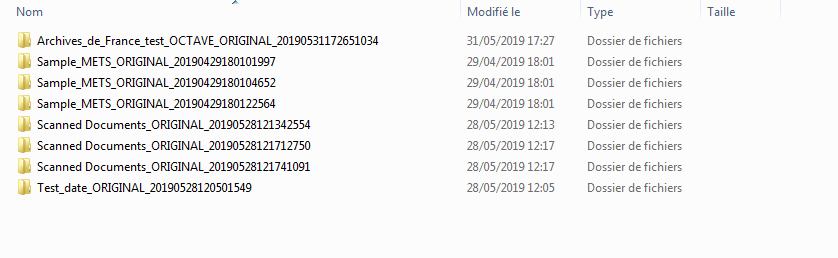 Nom Modifié le Type Taille
Archives_de_France_test_OCTAVE_ORIGINAL_20190531172651034 31/05/2019 17:27 Dossier de fichiers
Sample_METS_ORIGINAL_20190429180101997 29/04/2019 18:01 Dossier de fichiers
Sample_METS_ORIGINAL_20190429180104652 29/04/2019 18:01 Dossier de fichiers
Sample_METS_ORIGINAL_20190429180122564 29/04/2019 18:01 Dossier de fichiers
Scanned Documents_ORIGINAL_20190528121342554 28/05/2019 12:13 Dossier de fichiers
Scanned Documents_ORIGINAL_20190528121712750 28/05/2019 12:17 Dossier de fichiers
Scanned Documents_ORIGINAL_20190528121741091 28/05/2019 12:17 Dossier de fichiers
Test_date_ORIGINAL_20190528120501549 28/05/2019 12:05 Dossier de fichiers